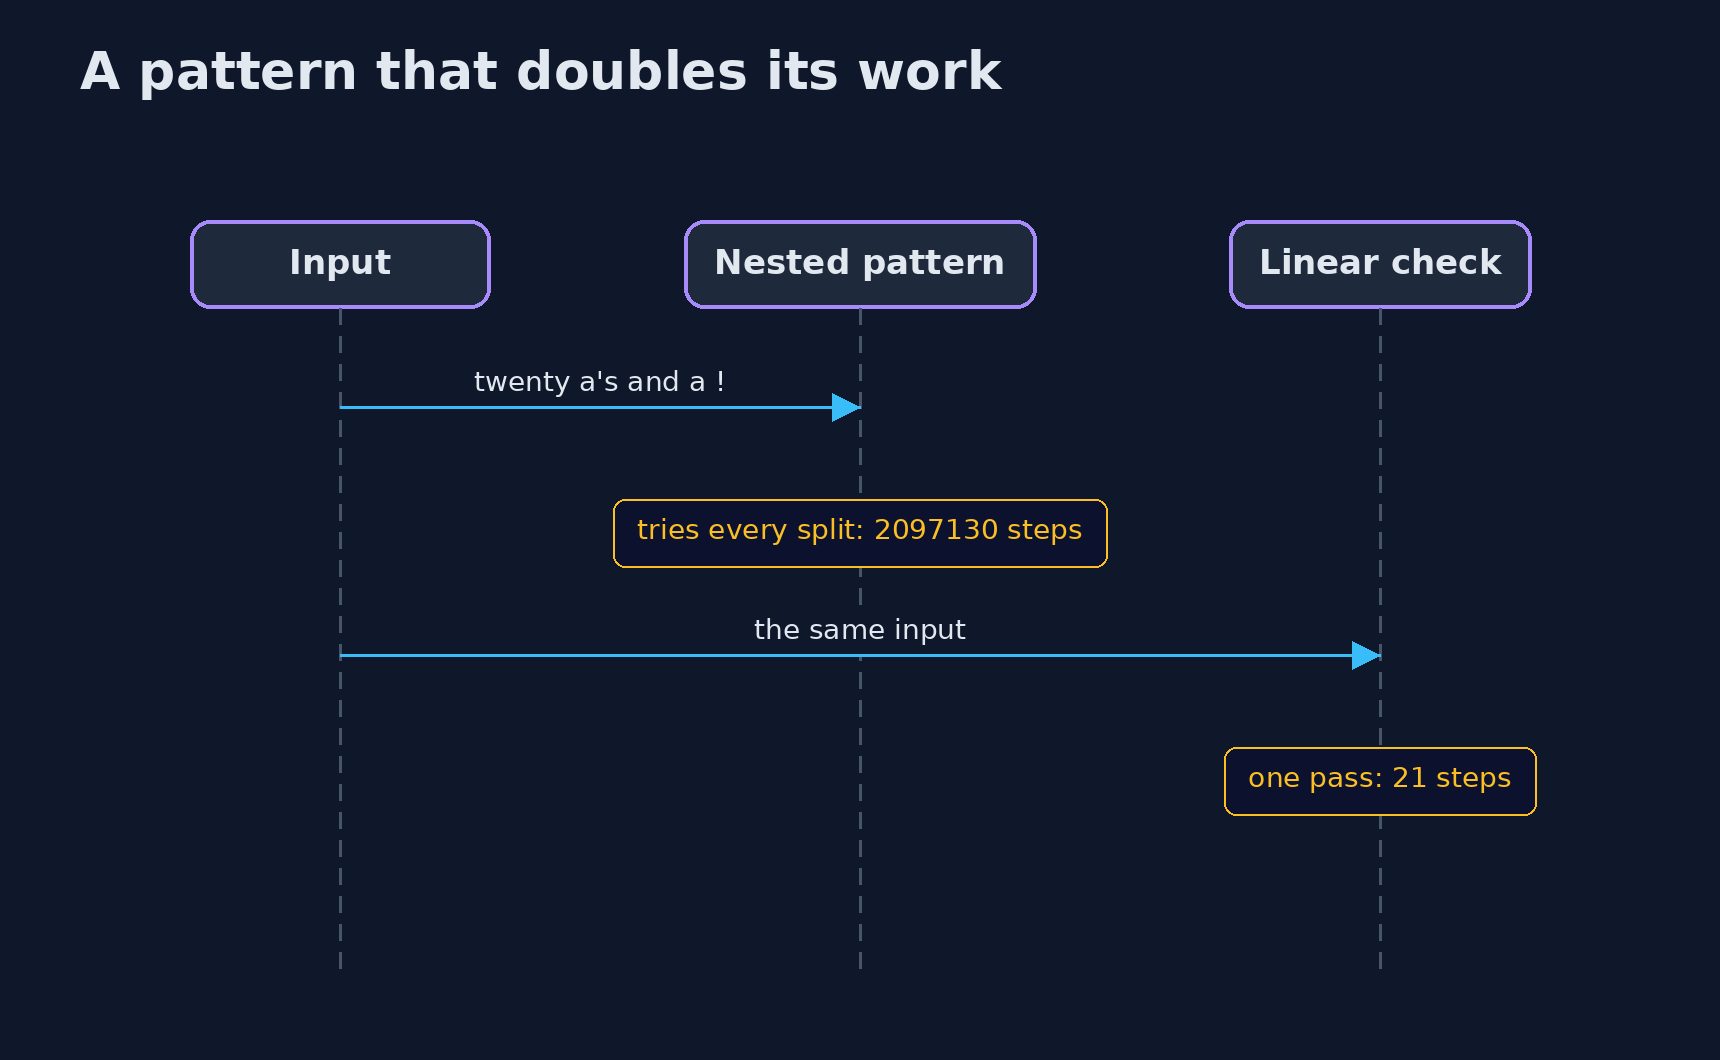 A pattern that doubles its work
Input
Nested pattern
Linear check
twenty a's and a !
tries every split: 2097130 steps
the same input
one pass: 21 steps